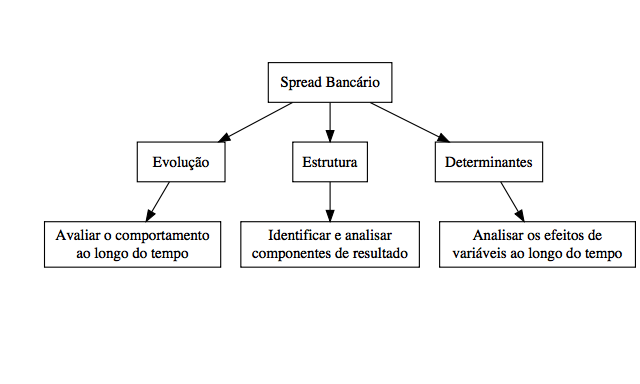 Spread Bancário
Evolução
Estrutura
Determinantes
Avaliar o comportamento
ao longo do tempo
Identificar e analisar
componentes de resultado
Analisar os efeitos de
variáveis ao longo do tempo